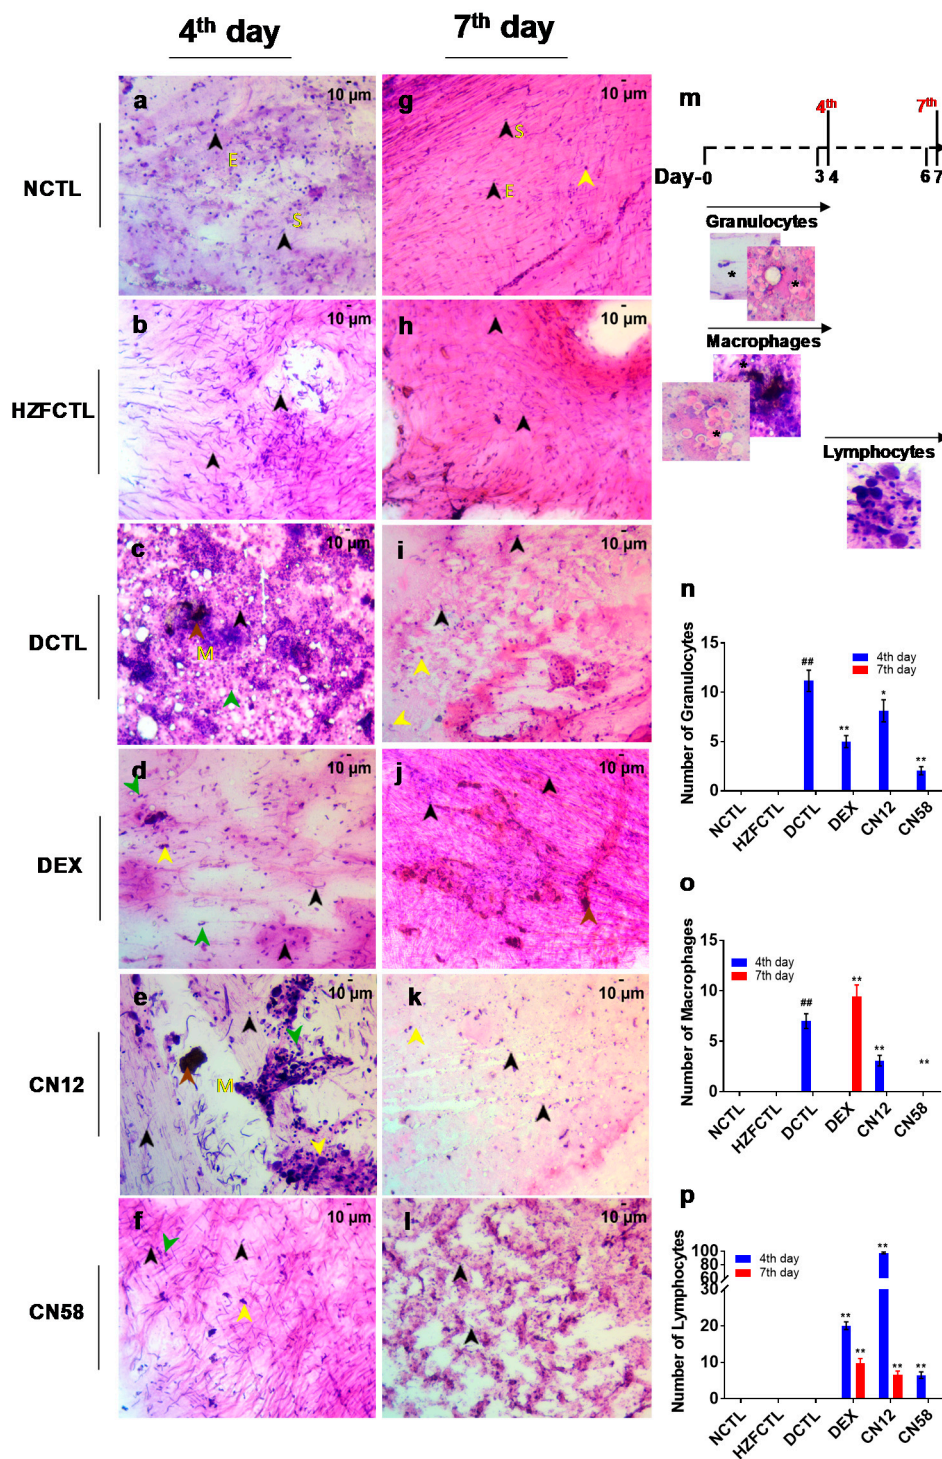 4th day
7th day
NCTL
HZFCTL
DCTL
DEX
CN12
CN58
a
10 µm
E
S
g
10 µm
S
E
b
10 µm
h
10 µm
c
10 µm
M
i
10 µm
d
10 µm
j
10 µm
e
10 µm
M
k
10 µm
f
10 µm
l
10 µm
m
4th
7th
Day-0
3 4
6 7
Granulocytes
*
*
Macrophages
*
*
Lymphocytes
n
Number of Granulocytes
15
10
5
0
4th day
7th day
##
**
*
**
NCTL
HZFCTL
DCTL
DEX
CN12
CN58
o
Number of Macrophages
15
10
5
0
4th day
7th day
##
**
**
**
NCTL
HZFCTL
DCTL
DEX
CN12
CN58
p
Number of Lymphocytes
100
80
60
30
20
10
0
4th day
7th day
**
**
**
**
**
NCTL
HZFCTL
DCTL
DEX
CN12
CN58